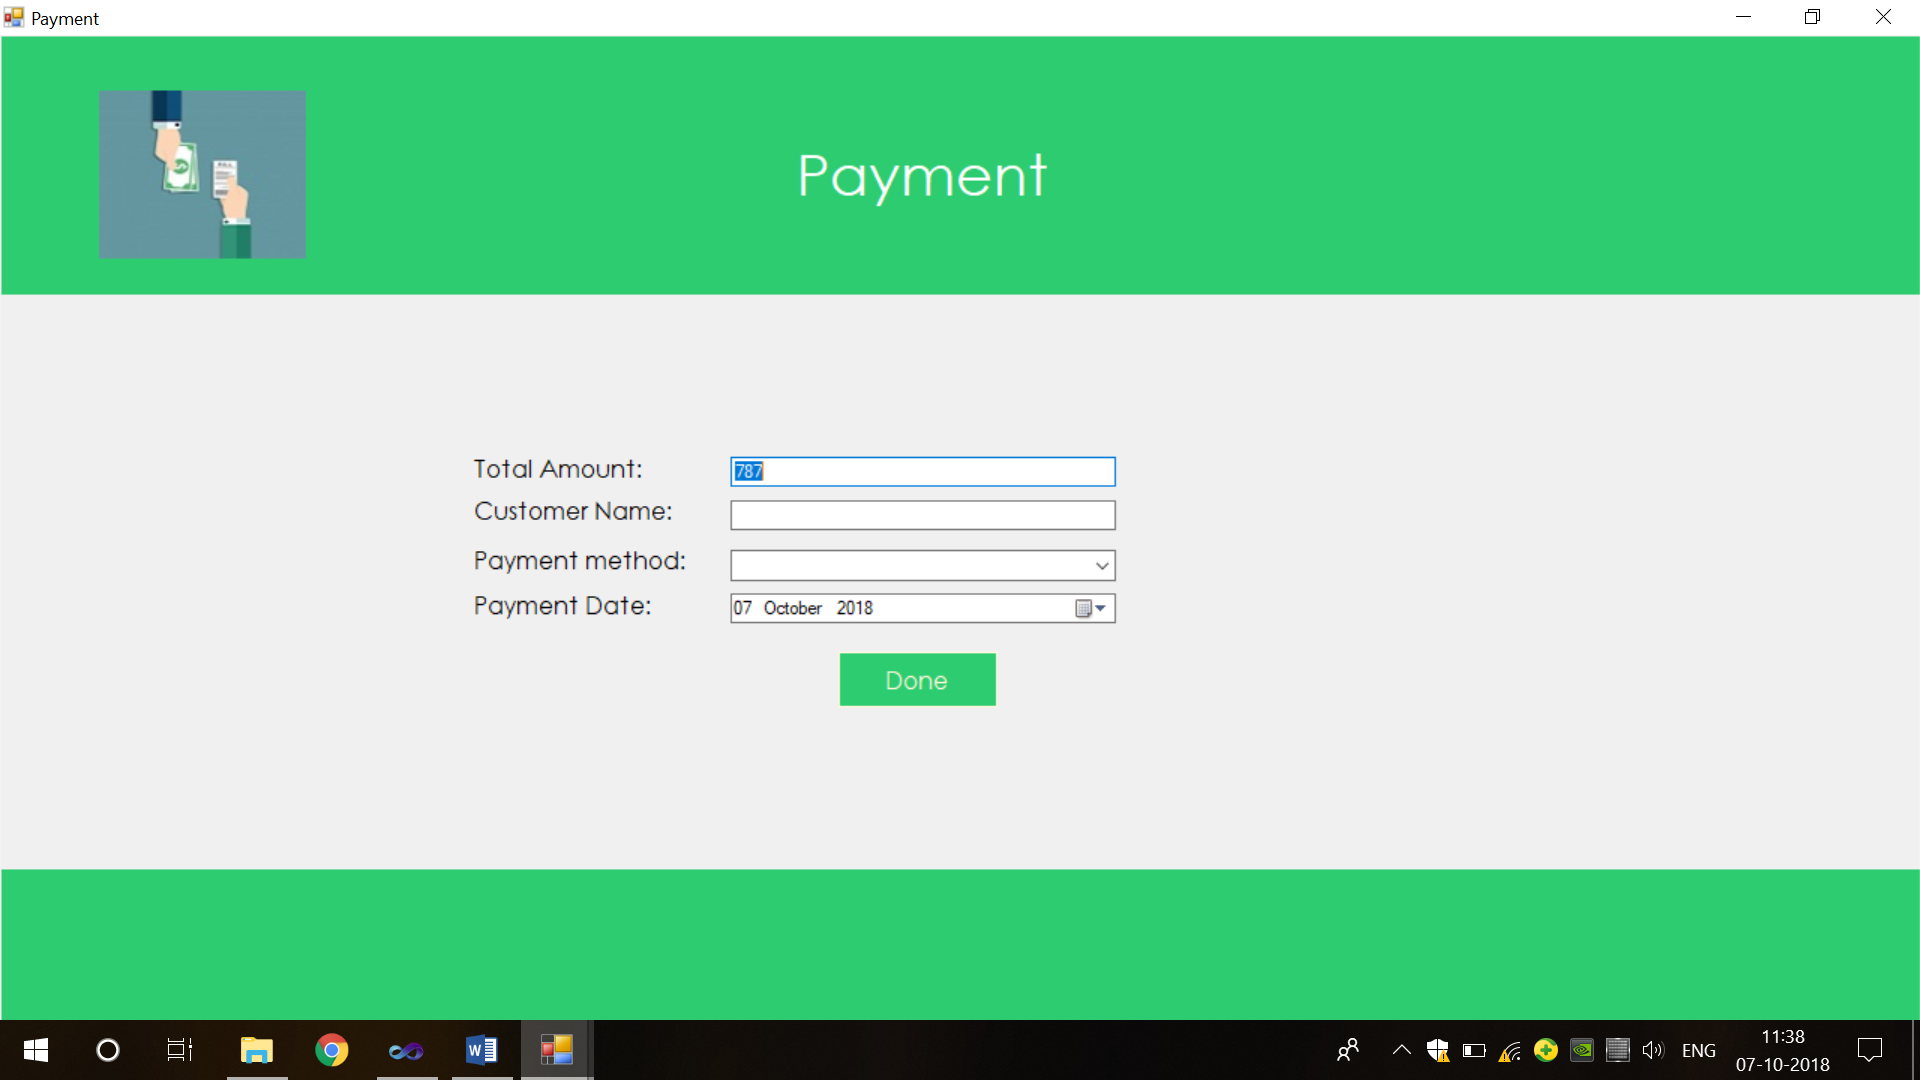 Payment
Payment
Total Amount: 787
Customer Name:
Payment method:
Payment Date: 07 October 2018
Done
ENG
11:38
07-10-2018